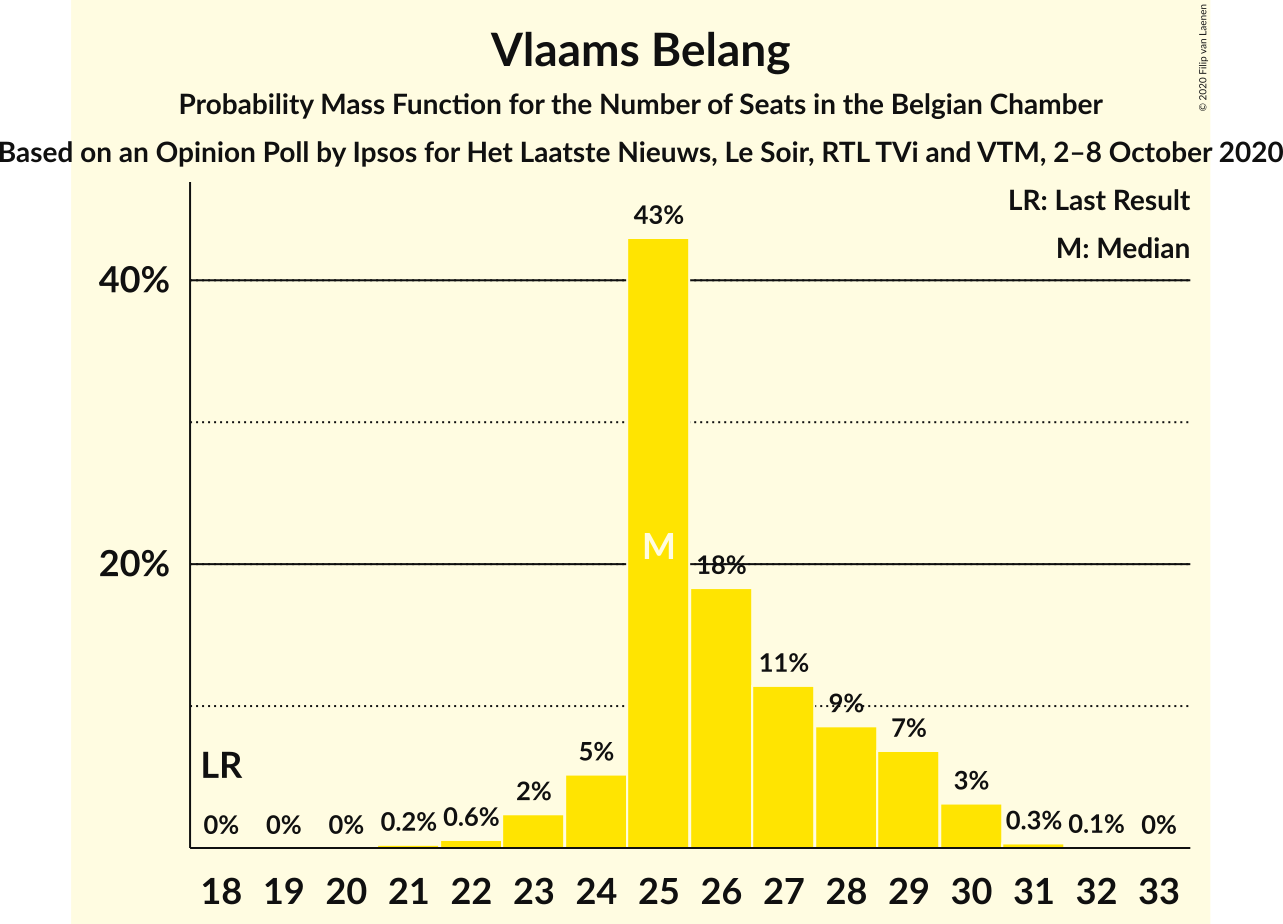 Vlaams Belang
Probability Mass Function for the Number of Seats in the Belgian Chamber
Based on an Opinion Poll by Ipsos for Het Laatste Nieuws, Le Soir, RTL TVi and VTM, 2–8 October 2020
© 2020 Filip van Laenen
LR: Last Result
M: Median
43%
40%
M
20%
18%
11%
9%
7%
LR
5%
3%
2%
0% 0% 0% 0.2% 0.6% 0.3% 0.1% 0%
18 19 20 21 22 23 24 25 26 27 28 29 30 31 32 33